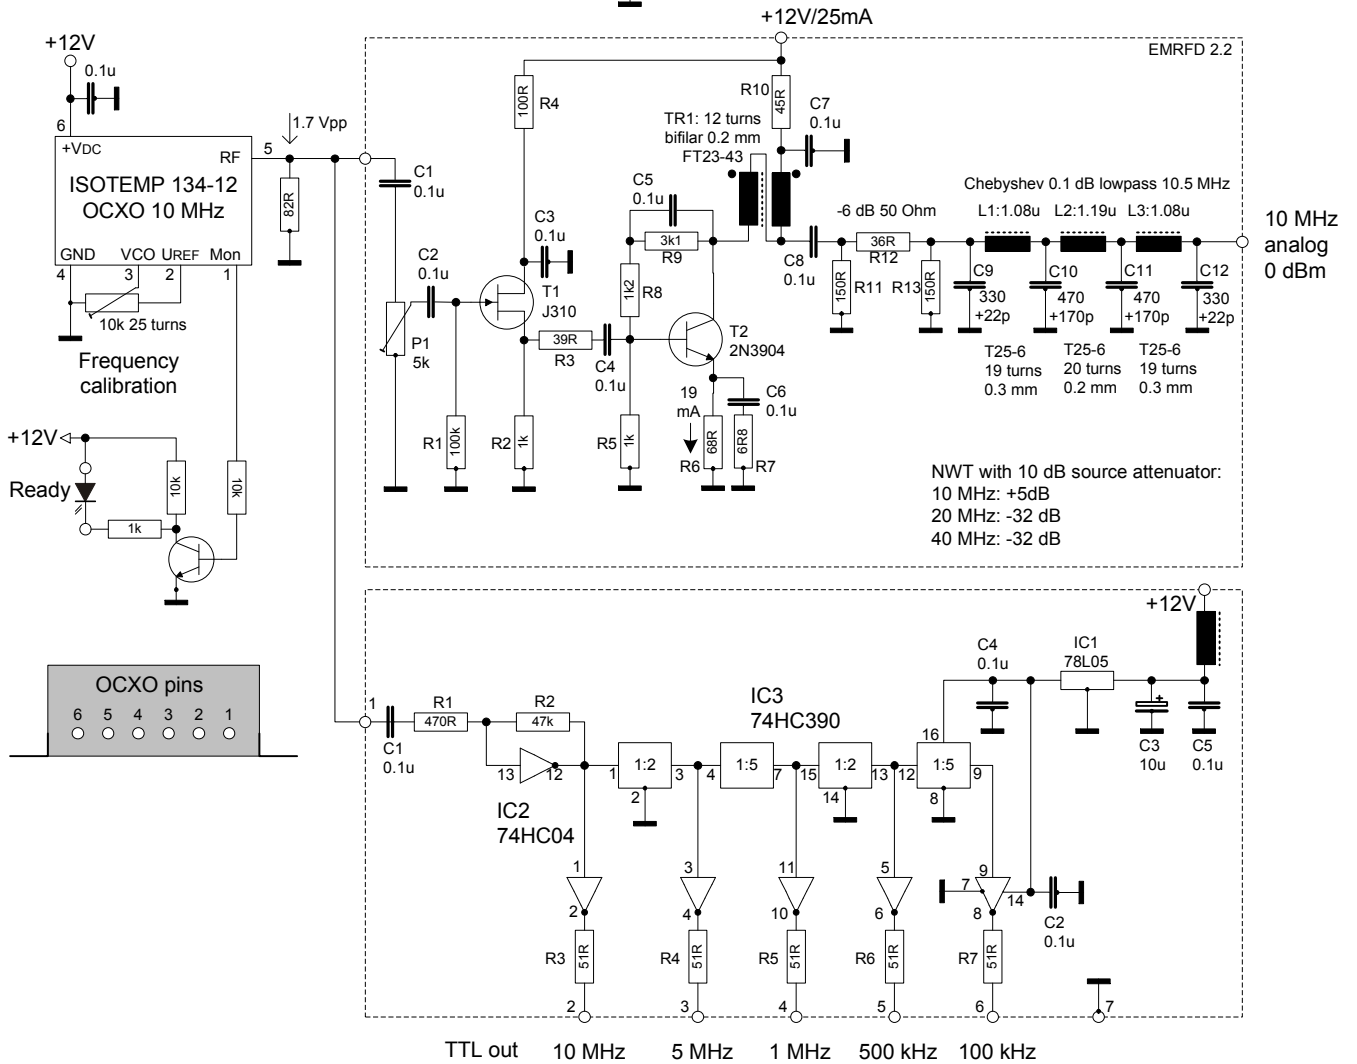 +12V/25mA
EMRFD 2.2
+12V
0.1u
6
+VDC
RF
5
1.7 Vpp
82R
ISOTEMP 134-12
OCXO 10 MHz
GND VCO UREF Mon
4 3 2 1
10k 25 turns
Frequency
calibration
+12V
Ready
10k
10k
1k
OCXO pins
6 5 4 3 2 1
C1
0.1u
C2
0.1u
P1
5k
R1
100k
100R
R4
C3
0.1u
T1
J310
R2
1k
39R
R3
C4
0.1u
C5
0.1u
3k1
R9
1k2
R8
R5
1k
T2
2N3904
19
mA
R6
68R
C6
0.1u
6R8
R7
TR1: 12 turns
bifilar 0.2 mm
FT23-43
R10
45R
C7
0.1u
C8
0.1u
-6 dB 50 Ohm
36R
R12
150R
R11
R13
150R
Chebyshev 0.1 dB lowpass 10.5 MHz
L1:1.08u L2:1.19u L3:1.08u
C9
330
+22p
C10
470
+170p
C11
470
+170p
C12
330
+22p
T25-6
19 turns
0.3 mm
T25-6
20 turns
0.2 mm
T25-6
19 turns
0.3 mm
10 MHz
analog
0 dBm
NWT with 10 dB source attenuator:
10 MHz: +5dB
20 MHz: -32 dB
40 MHz: -32 dB
+12V
1
C1
0.1u
R1
470R
R2
47k
13 12
IC2
74HC04
IC3
74HC390
1 1:2 3
2
4 1:5 7
15 1:2 13
14
12 1:5 9
16
8
C4
0.1u
IC1
78L05
C3
10u
C5
0.1u
1
2
3
4
11
10
5
6
9
8
7
14
C2
0.1u
R3 51R
R4 51R
R5 51R
R6 51R
R7 51R
2 3 4 5 6 7
TTL out 10 MHz 5 MHz 1 MHz 500 kHz 100 kHz